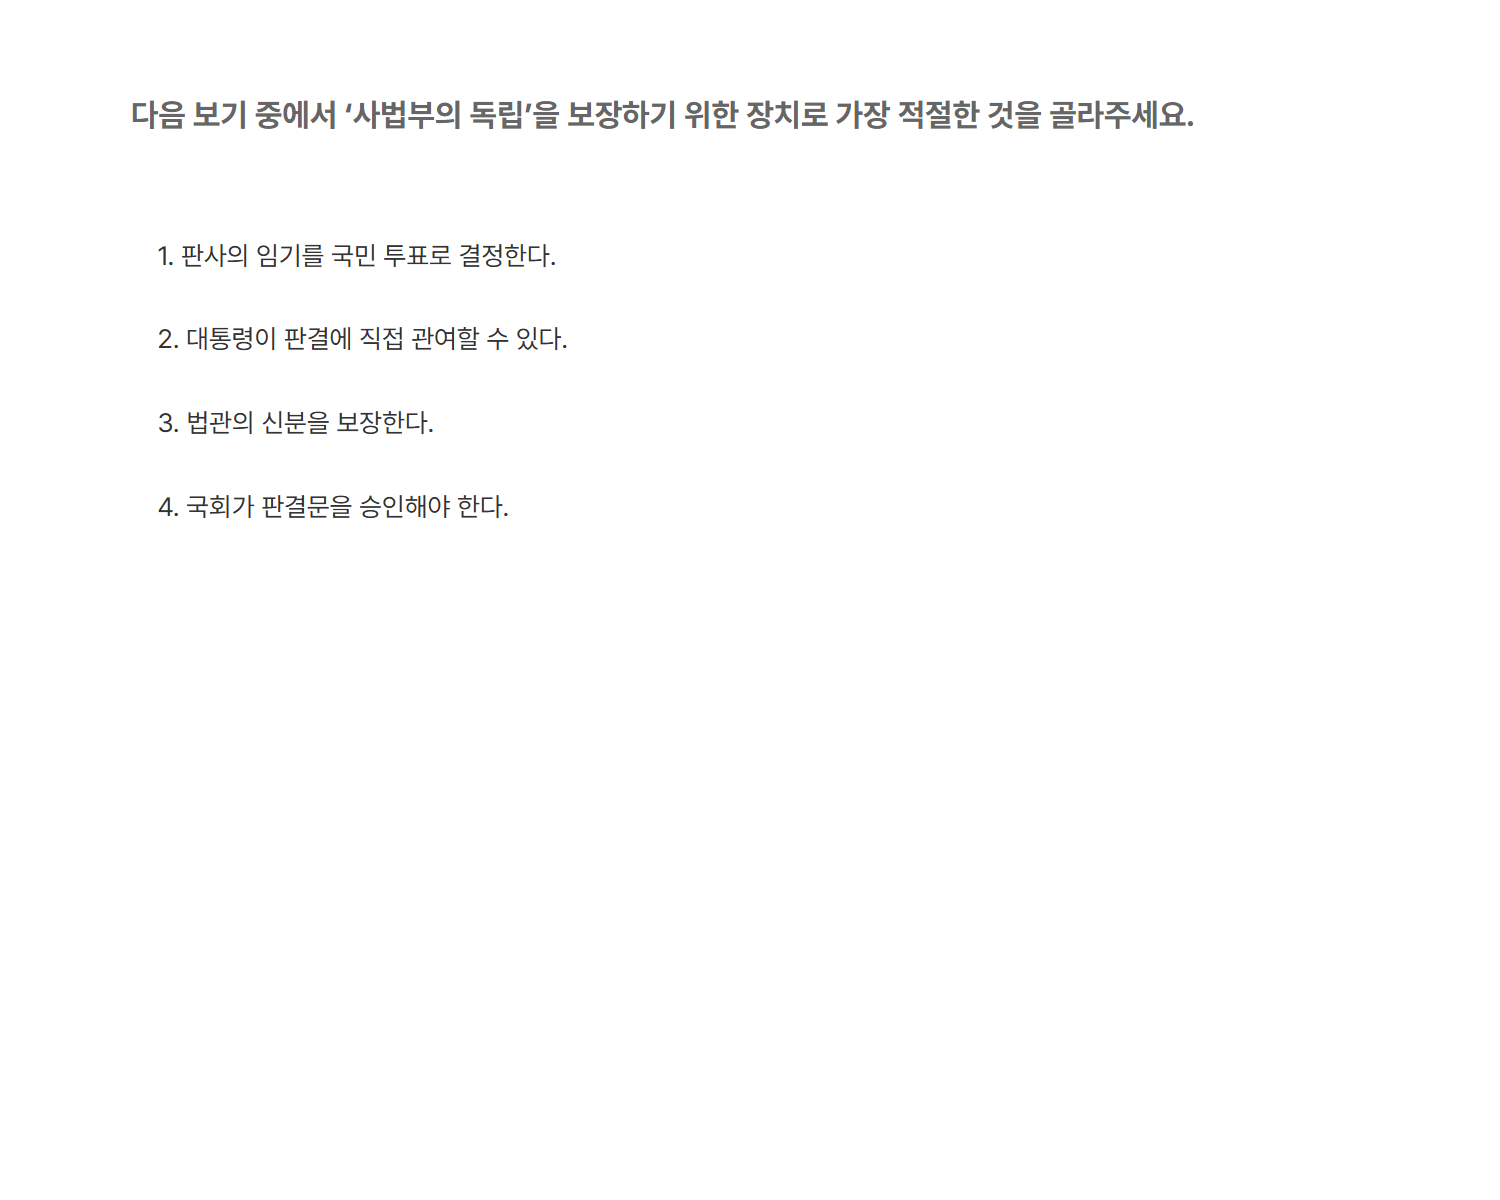 다음 보기 중에서 ‘사법부의 독립’을 보장하기 위한 장치로 가장 적절한 것을 골라주세요.
1. 판사의 임기를 국민 투표로 결정한다.
2. 대통령이 판결에 직접 관여할 수 있다.
3. 법관의 신분을 보장한다.
4. 국회가 판결문을 승인해야 한다.